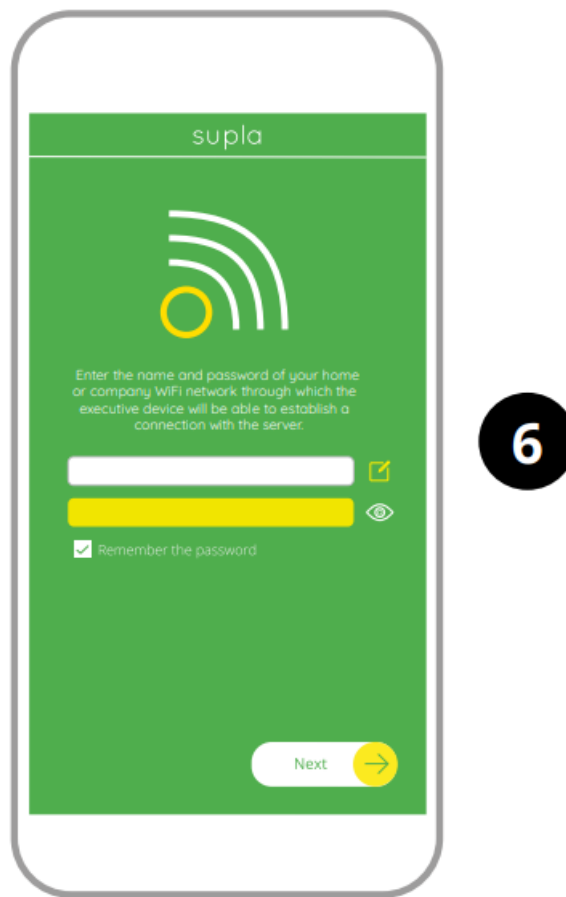 supla
Enter the name and password of your home
or company WiFi network through which the
executive device will be able to establish a
connection with the server.
Remember the password
Next
6